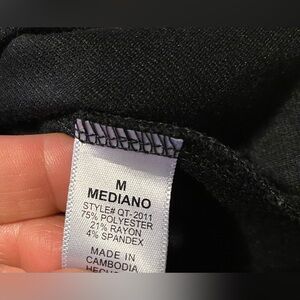 M
MEDIANO
STYLE# QT-2011
75% POLYESTER
21% RAYON
4% SPANDEX
MADE IN
CAMBODIA